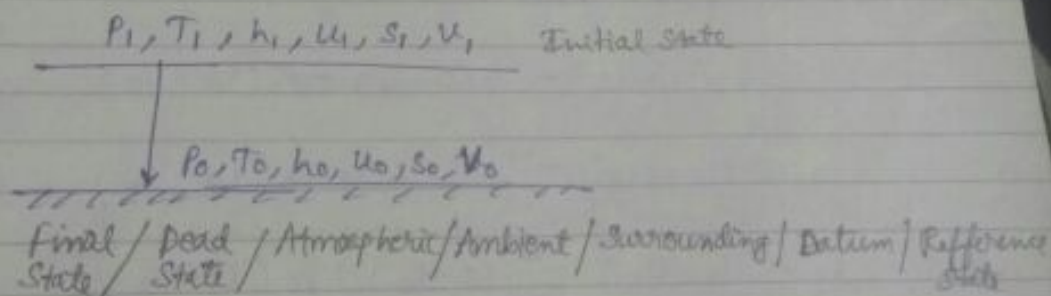 P1, T1, h1, u1, s1, v1 Initial State
P0, T0, h0, u0, s0, V0
Final / Dead / Atmospheric / Ambient / Surrounding / Datum / Refference
State / State / State